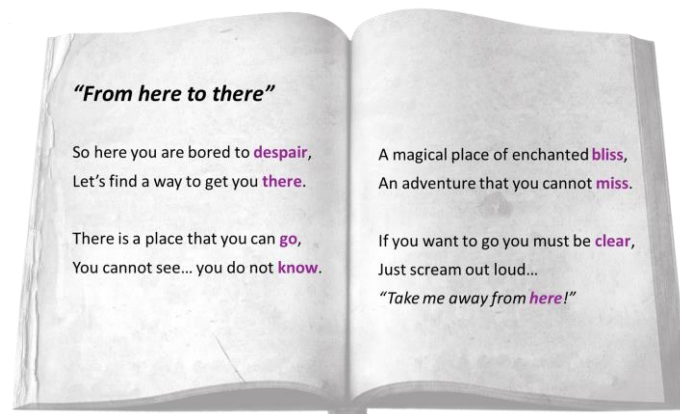 “From here to there”
So here you are bored to despair,
Let’s find a way to get you there.
There is a place that you can go,
You cannot see... you do not know.
A magical place of enchanted bliss,
An adventure that you cannot miss.
If you want to go you must be clear,
Just scream out loud...
“Take me away from here!”